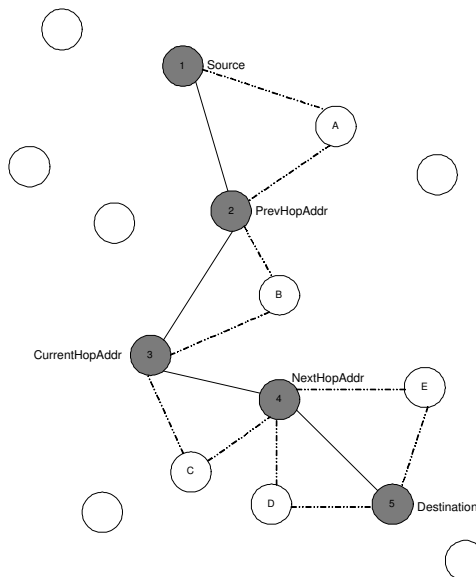 1 Source
A
2 PrevHopAddr
B
CurrentHopAddr 3
NextHopAddr
4
E
C
D
5 Destination